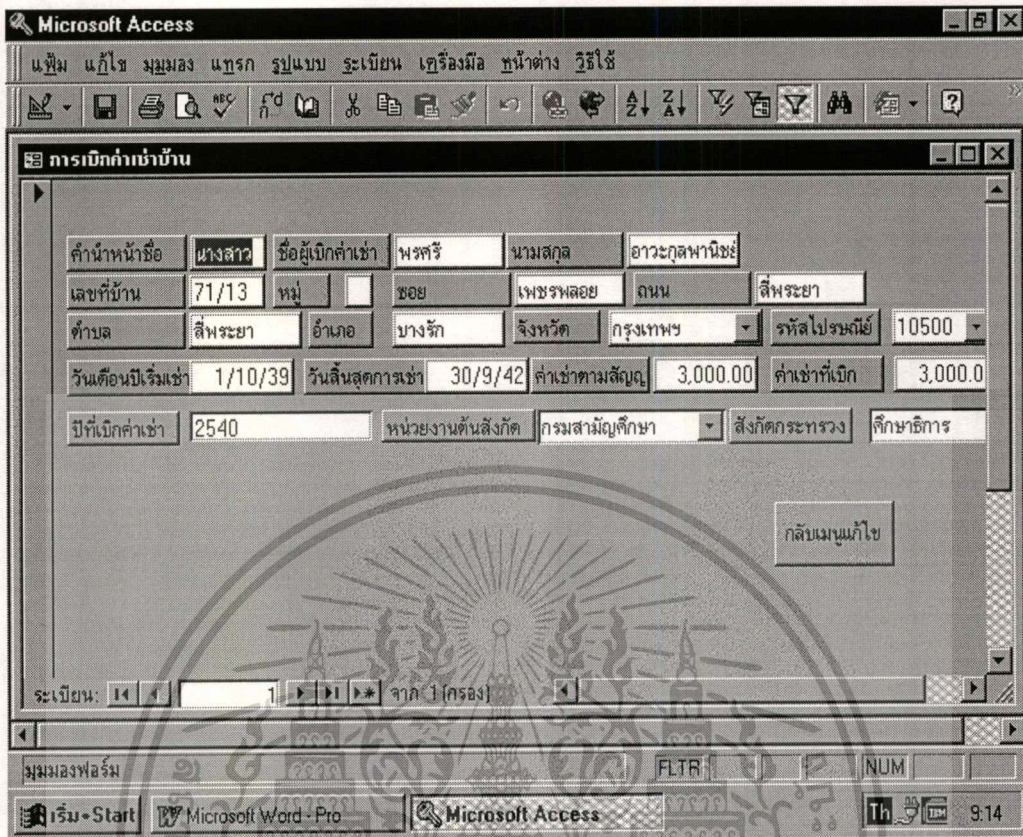 Microsoft Access
แฟ้ม แก้ไข มุมมอง แทรก รูปแบบ ระเบียน เครื่องมือ หน้าต่าง วิธีใช้
การเบิกค่าเช่าบ้าน
คำนำหน้าชื่อ นางสาว ชื่อผู้เบิกค่าเช่า พรศรี นามสกุล อาวะกุลพานิชย์
เลขที่บ้าน 71/13 หมู่ ซอย เพชรพลอย ถนน สี่พระยา
ตำบล สี่พระยา อำเภอ บางรัก จังหวัด กรุงเทพฯ รหัสไปรษณีย์ 10500
วันเดือนปีเริ่มเช่า 1/10/39 วันสิ้นสุดการเช่า 30/9/42 ค่าเช่าตามสัญญ 3,000.00 ค่าเช่าที่เบิก 3,000.0
ปีที่เบิกค่าเช่า 2540 หน่วยงานต้นสังกัด กรมสามัญศึกษา สังกัดกระทรวง ศึกษาธิการ
กลับเมนูแก้ไข
ระเบียน: 1 จาก 1 (กรอง)
มุมมองฟอร์ม FLTR NUM
เริ่ม-Start Microsoft Word - Pro Microsoft Access Th 9:14